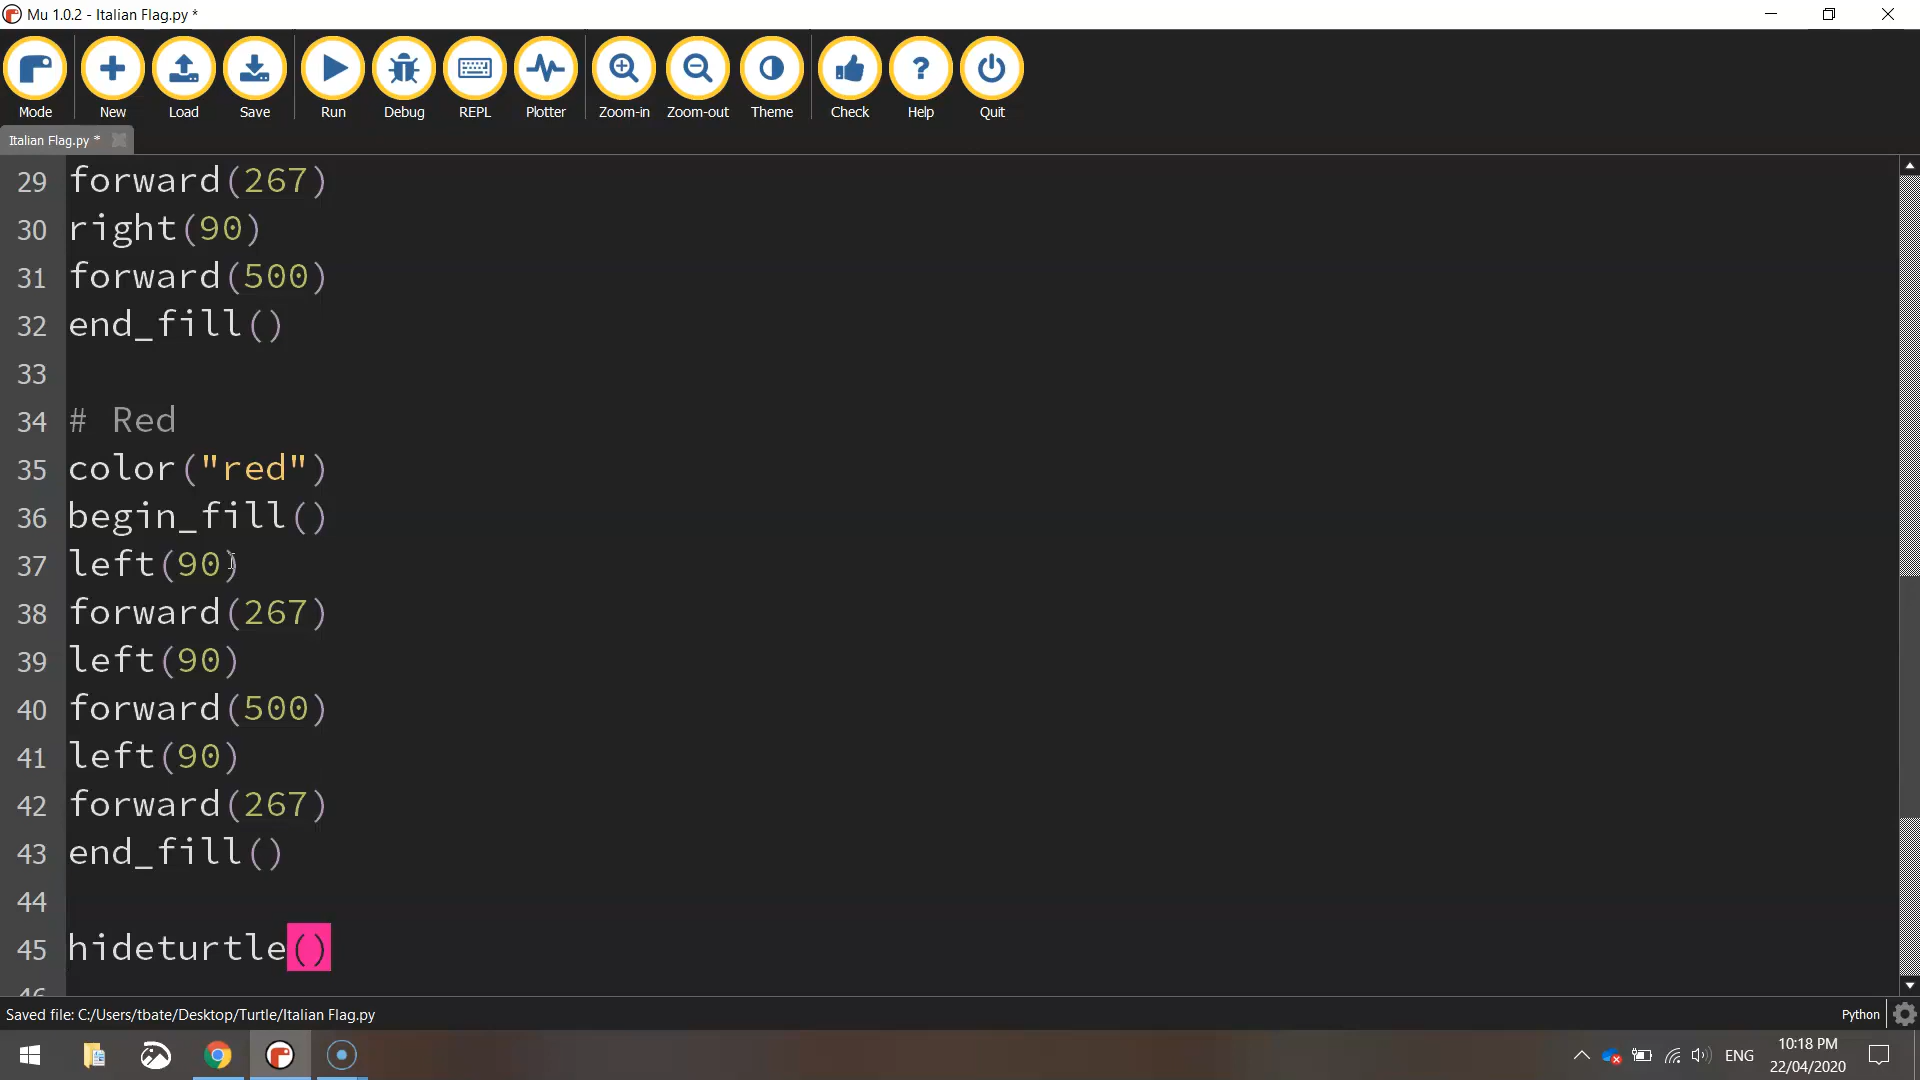 Mu 1.0.2 - Italian Flag.py *
Mode New Load Save Run Debug REPL Plotter Zoom-in Zoom-out Theme Check Help Quit
Italian Flag.py *
29 forward(267)
30 right(90)
31 forward(500)
32 end_fill()
33
34 # Red
35 color("red")
36 begin_fill()
37 left(90)
38 forward(267)
39 left(90)
40 forward(500)
41 left(90)
42 forward(267)
43 end_fill()
44
45 hideturtle()
46
Saved file: C:/Users/tbate/Desktop/Turtle/Italian Flag.py
Python
ENG
10:18 PM
22/04/2020